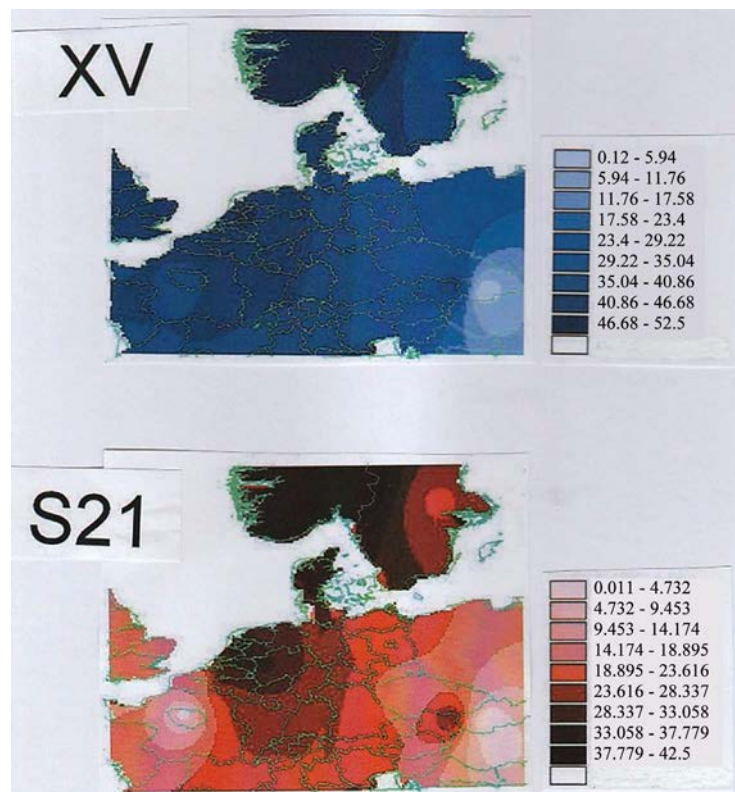 XV
0.12 - 5.94
5.94 - 11.76
11.76 - 17.58
17.58 - 23.4
23.4 - 29.22
29.22 - 35.04
35.04 - 40.86
40.86 - 46.68
46.68 - 52.5
S21
0.011 - 4.732
4.732 - 9.453
9.453 - 14.174
14.174 - 18.895
18.895 - 23.616
23.616 - 28.337
28.337 - 33.058
33.058 - 37.779
37.779 - 42.5